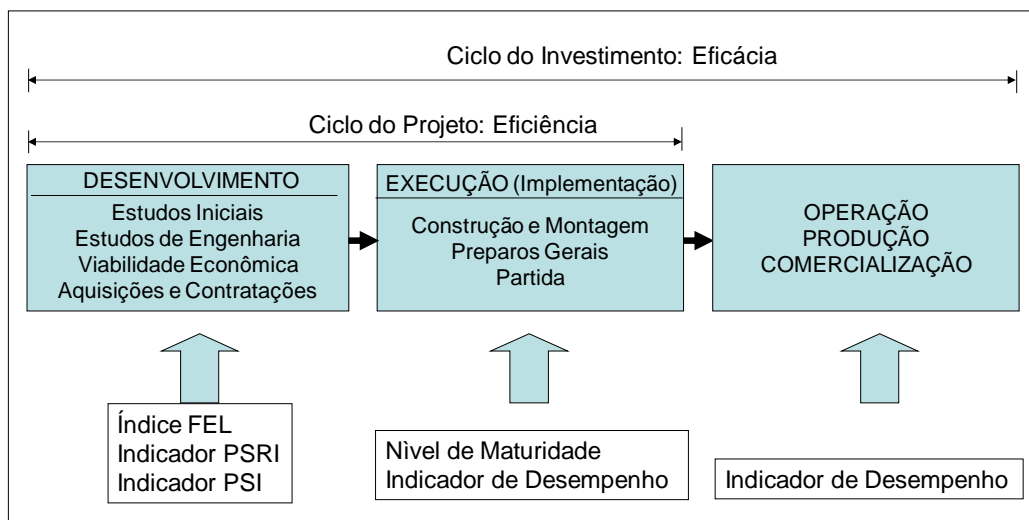 Ciclo do Investimento: Eficácia
Ciclo do Projeto: Eficiência
DESENVOLVIMENTO
Estudos Iniciais
Estudos de Engenharia
Viabilidade Econômica
Aquisições e Contratações
EXECUÇÃO (Implementação)
Construção e Montagem
Preparos Gerais
Partida
OPERAÇÃO
PRODUÇÃO
COMERCIALIZAÇÃO
Índice FEL
Indicador PSRI
Indicador PSI
Nìvel de Maturidade
Indicador de Desempenho
Indicador de Desempenho